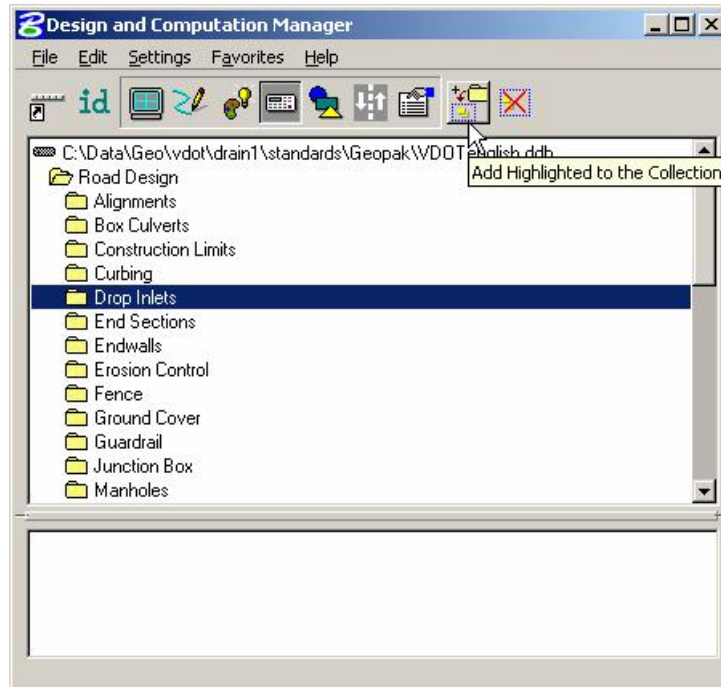 Design and Computation Manager
File Edit Settings Favorites Help
id
C:\Data\Geo\vdot\drain1\standards\Geopak\VDOTenglish.ddb
Add Highlighted to the Collection
Road Design
Alignments
Box Culverts
Construction Limits
Curbing
Drop Inlets
End Sections
Endwalls
Erosion Control
Fence
Ground Cover
Guardrail
Junction Box
Manholes